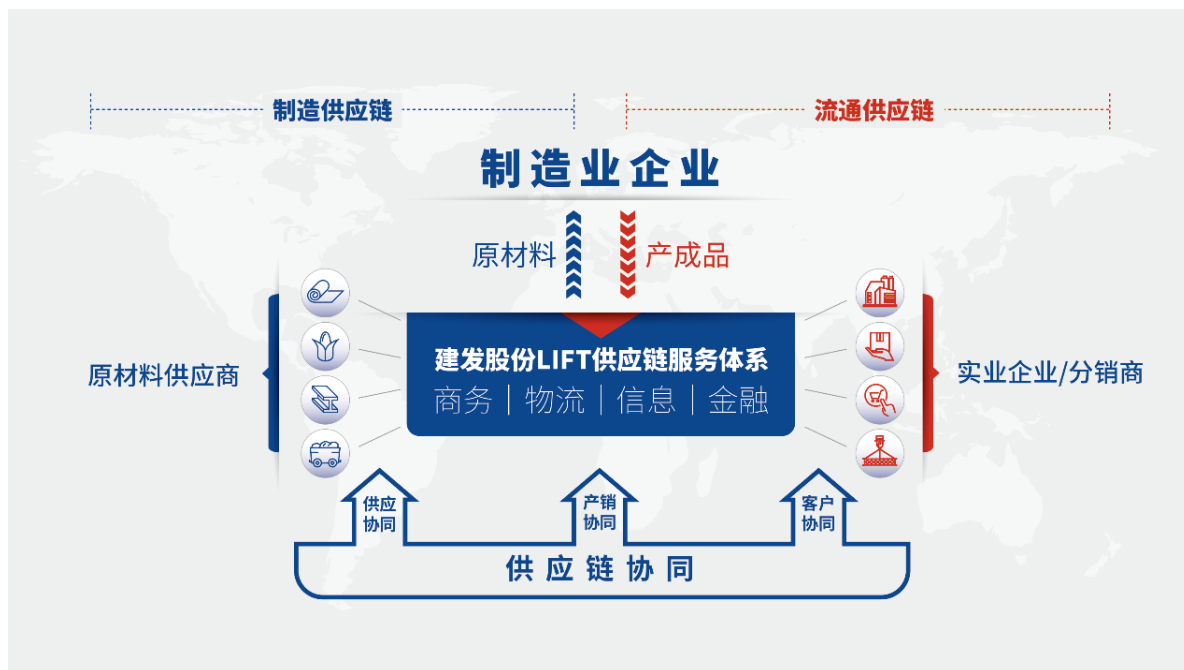 制造供应链
流通供应链
制造业企业
原材料
产成品
建发股份LIFT供应链服务体系
商务｜物流｜信息｜金融
原材料供应商
实业企业/分销商
供应
协同
产销
协同
客户
协同
供应链协同